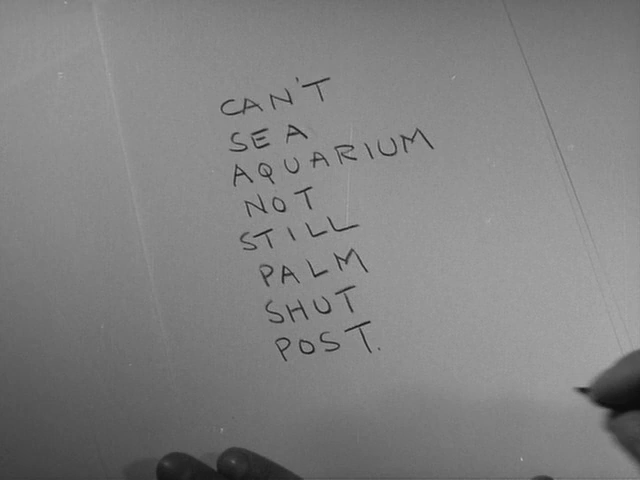 CAN'T
SEA
AQUARIUM
NOT
STILL
PALM
SHUT
POST.